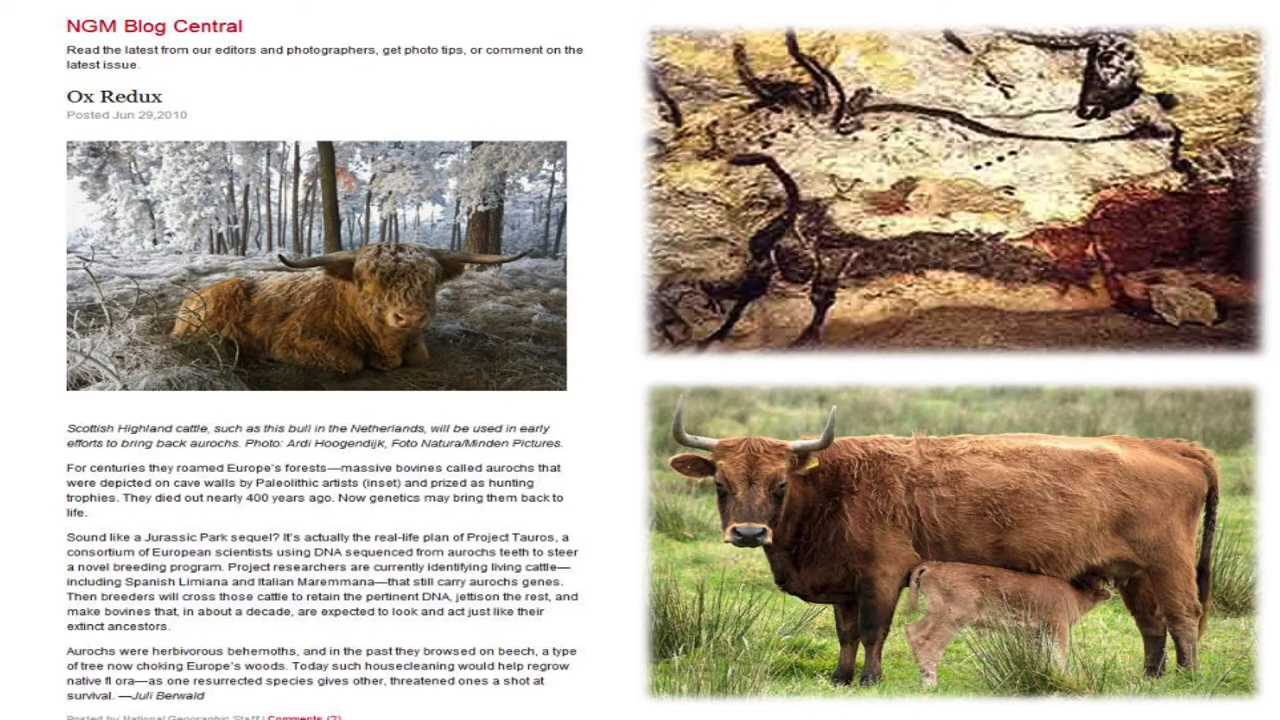 NGM Blog Central
Read the latest from our editors and photographers, get photo tips, or comment on the
latest issue.
Ox Redux
Posted Jun 29,2010
Scottish Highland cattle, such as this bull in the Netherlands, will be used in early
efforts to bring back aurochs. Photo: Ardi Hoogendijk, Foto Natura/Minden Pictures.
For centuries they roamed Europe's forests—massive bovines called aurochs that
were depicted on cave walls by Paleolithic artists (inset) and prized as hunting
trophies. They died out nearly 400 years ago. Now genetics may bring them back to
life.
Sound like a Jurassic Park sequel? It's actually the real-life plan of Project Tauros, a
consortium of European scientists using DNA sequenced from aurochs teeth to steer
a novel breeding program. Project researchers are currently identifying living cattle—
including Spanish Limiana and Italian Maremmana—that still carry aurochs genes.
Then breeders will cross those cattle to retain the pertinent DNA, jettison the rest, and
make bovines that, in about a decade, are expected to look and act just like their
extinct ancestors.
Aurochs were herbivorous behemoths, and in the past they browsed on beech, a type
of tree now choking Europe's woods. Today such housecleaning would help regrow
native fl ora—as one resurrected species gives other, threatened ones a shot at
survival. —Juli Berwald
Posted by National Geographic Staff | Comments (2)